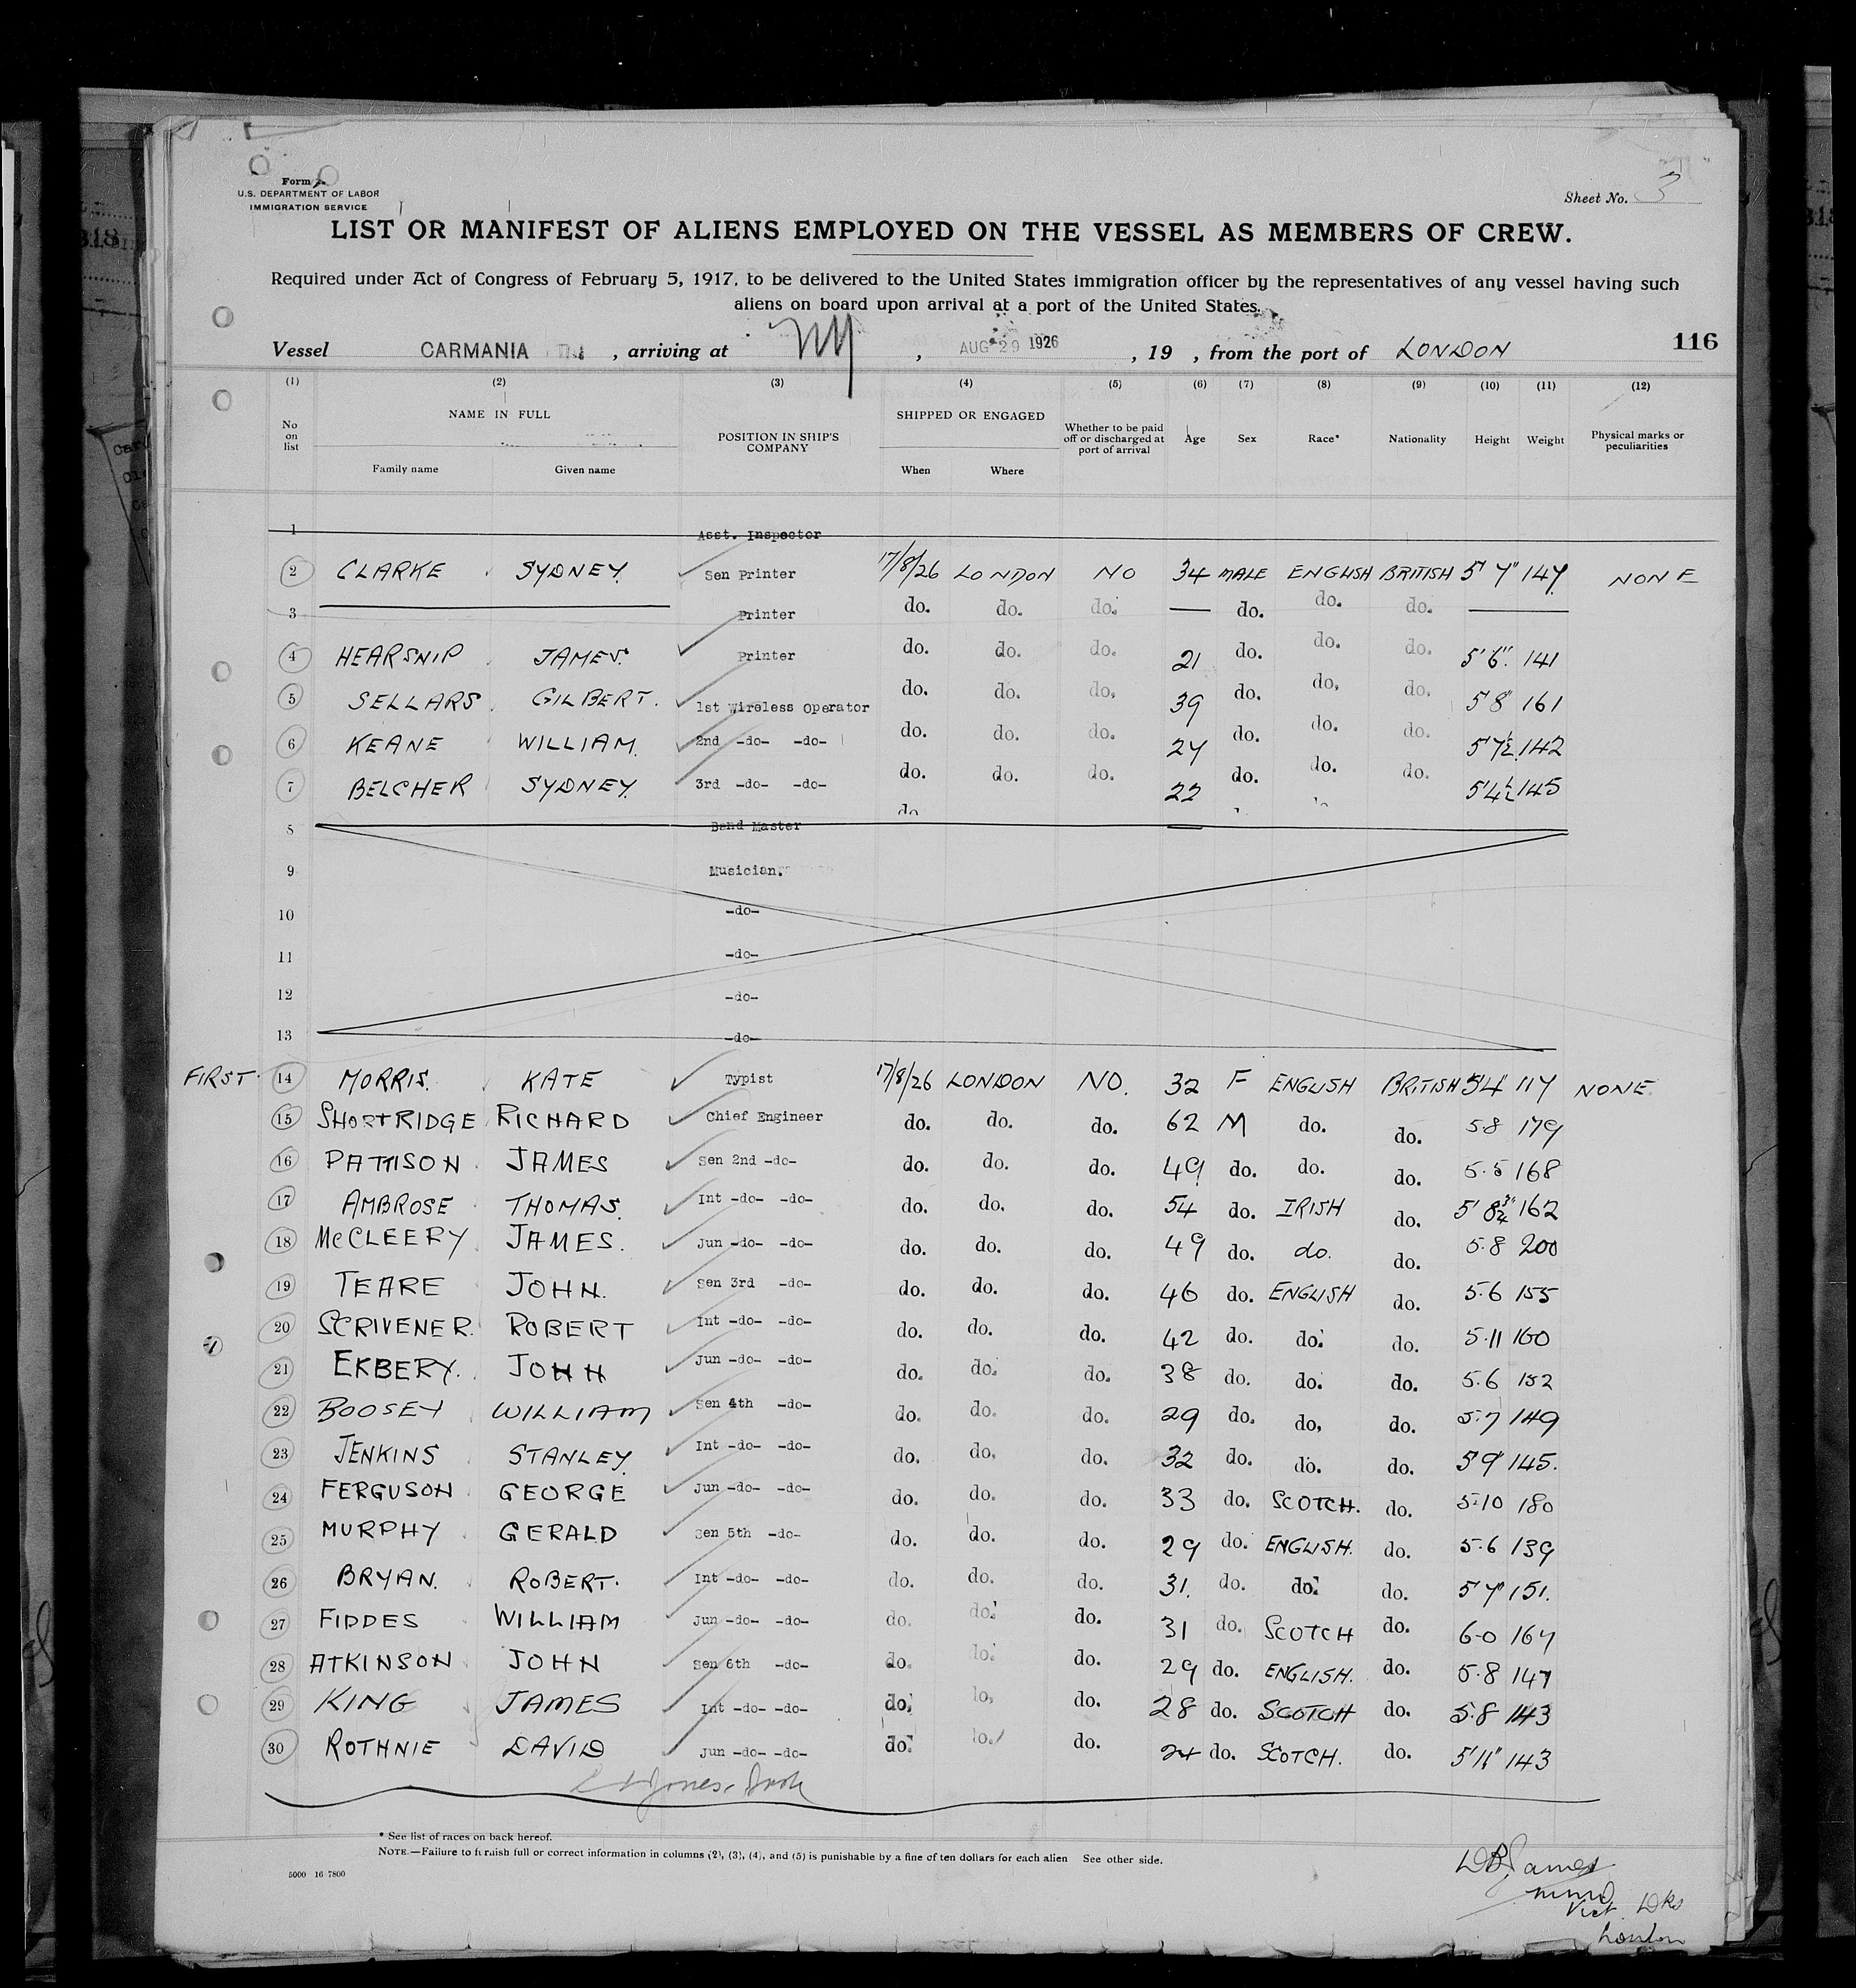 Form
U.S. DEPARTMENT OF LABOR
IMMIGRATION SERVICE
Sheet No. 3
LIST OR MANIFEST OF ALIENS EMPLOYED ON THE VESSEL AS MEMBERS OF CREW.
Required under Act of Congress of February 5, 1917, to be delivered to the United States immigration officer by the representatives of any vessel having such
aliens on board upon arrival at a port of the United States.
Vessel CARMANIA , arriving at NY , AUG 29 1926 , 19 , from the port of LONDON 116
(1) (2) (3) (4) (5) (6) (7) (8) (9) (10) (11) (12)
No on list NAME IN FULL Family name Given name POSITION IN SHIP'S COMPANY SHIPPED OR ENGAGED When Where Whether to be paid off or discharged at port of arrival Age Sex Race* Nationality Height Weight Physical marks or peculiarities
1 Asst. Inspector
2 CLARKE SYDNEY. Sen Printer 17/8/26 LONDON NO 34 MALE ENGLISH BRITISH 5' 7" 147 NONE
3 Printer do. do. do. — do. do. do. —
4 HEARSNIP JAMES. Printer do. do. do. 21 do. do. do. 5'6". 141
5 SELLARS GILBERT. 1st Wireless Operator do. do. do. 39 do. do. do. 5'8" 161
6 KEANE WILLIAM. 2nd -do- -do- do. do. do. 24 do. do. do. 5'7½ 142
7 BELCHER SYDNEY. 3rd -do- -do- do. do. do. 22 do. do. do. 5'4½ 145
8 Band Master do
9 Musician.
10 -do-
11 -do-
12 -do-
13 -do-
FIRST. 14 MORRIS. KATE Typist 17/8/26 LONDON NO. 32 F ENGLISH BRITISH 5'4" 117 NONE
15 SHORTRIDGE RICHARD Chief Engineer do. do. do. 62 M do. do. 5.8 179
16 PATTISON JAMES Sen 2nd -do- do. do. do. 49 do. do. do. 5.5 168
17 AMBROSE THOMAS. Int -do- -do- do. do. do. 54 do. IRISH do. 5' 8¾" 162
18 McCLEERY JAMES. Jun -do- -do- do. do. do. 49 do. do. do. 5.8 200
19 TEARE JOHN. Sen 3rd -do- do. do. do. 46 do. ENGLISH do. 5.6 155
20 SCRIVENER. ROBERT Int -do- -do- do. do. do. 42 do. do. do. 5.11 160
21 EKBERY. JOHN Jun -do- -do- do. do. do. 38 do. do. do. 5.6 152
22 BOOSEY WILLIAM Sen 4th -do- do. do. do. 29 do. do. do. 5.7 149
23 JENKINS STANLEY. Int -do- -do- do. do. do. 32 do. do. do. 5'9" 145.
24 FERGUSON GEORGE Jun -do- -do- do. do. do. 33 do. SCOTCH. do. 5.10 180
25 MURPHY GERALD Sen 5th -do- do. do. do. 29 do. ENGLISH. do. 5.6 139
26 BRYAN. ROBERT. Int -do- -do- do. do. do. 31. do. do. do. 5'7" 151.
27 FIDDES WILLIAM Jun -do- -do- do. do. do. 31 do. SCOTCH do. 6-0 167
28 ATKINSON JOHN Sen 6th -do- do. do. do. 29 do. ENGLISH. do. 5.8 147
29 KING JAMES Int -do- -do- do. lo. do. 28 do. SCOTCH do. 5.8 143
30 ROTHNIE DAVID Jun -do- -do- do. lo. do. 24 do. SCOTCH. do. 5'11" 143
* See list of races on back hereof.
NOTE.—Failure to furnish full or correct information in columns (2), (3), (4), and (5) is punishable by a fine of ten dollars for each alien See other side.
5000 16 7800
Vict. Dks
London